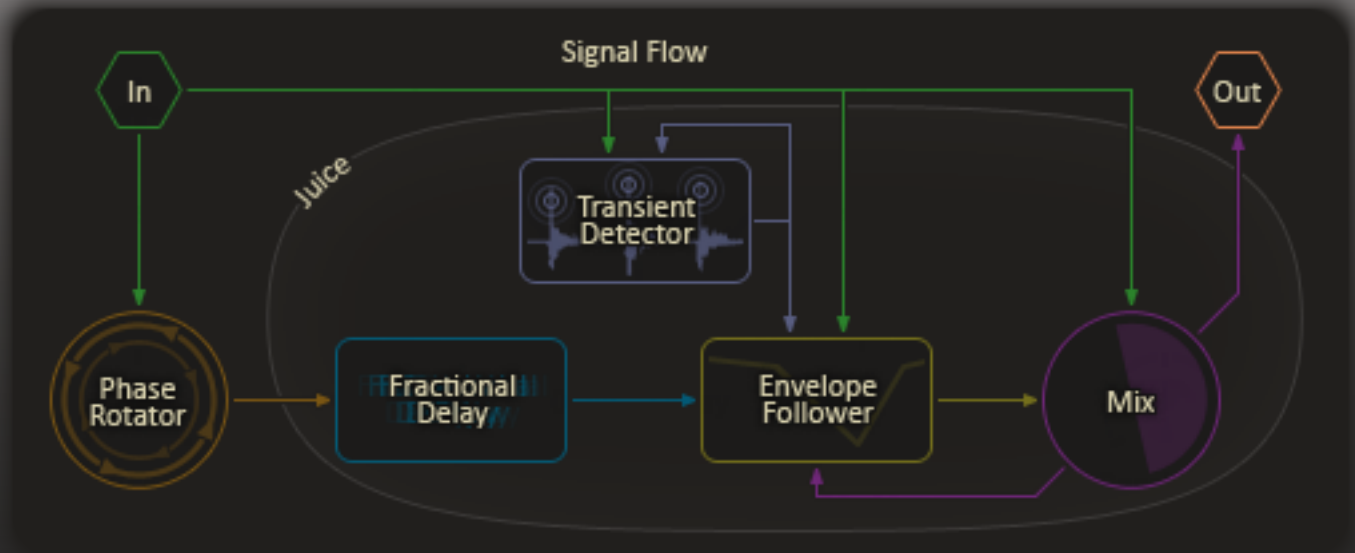 Signal Flow
In
Out
Juice
Transient
Detector
Phase
Rotator
Fractional
Delay
Envelope
Follower
Mix